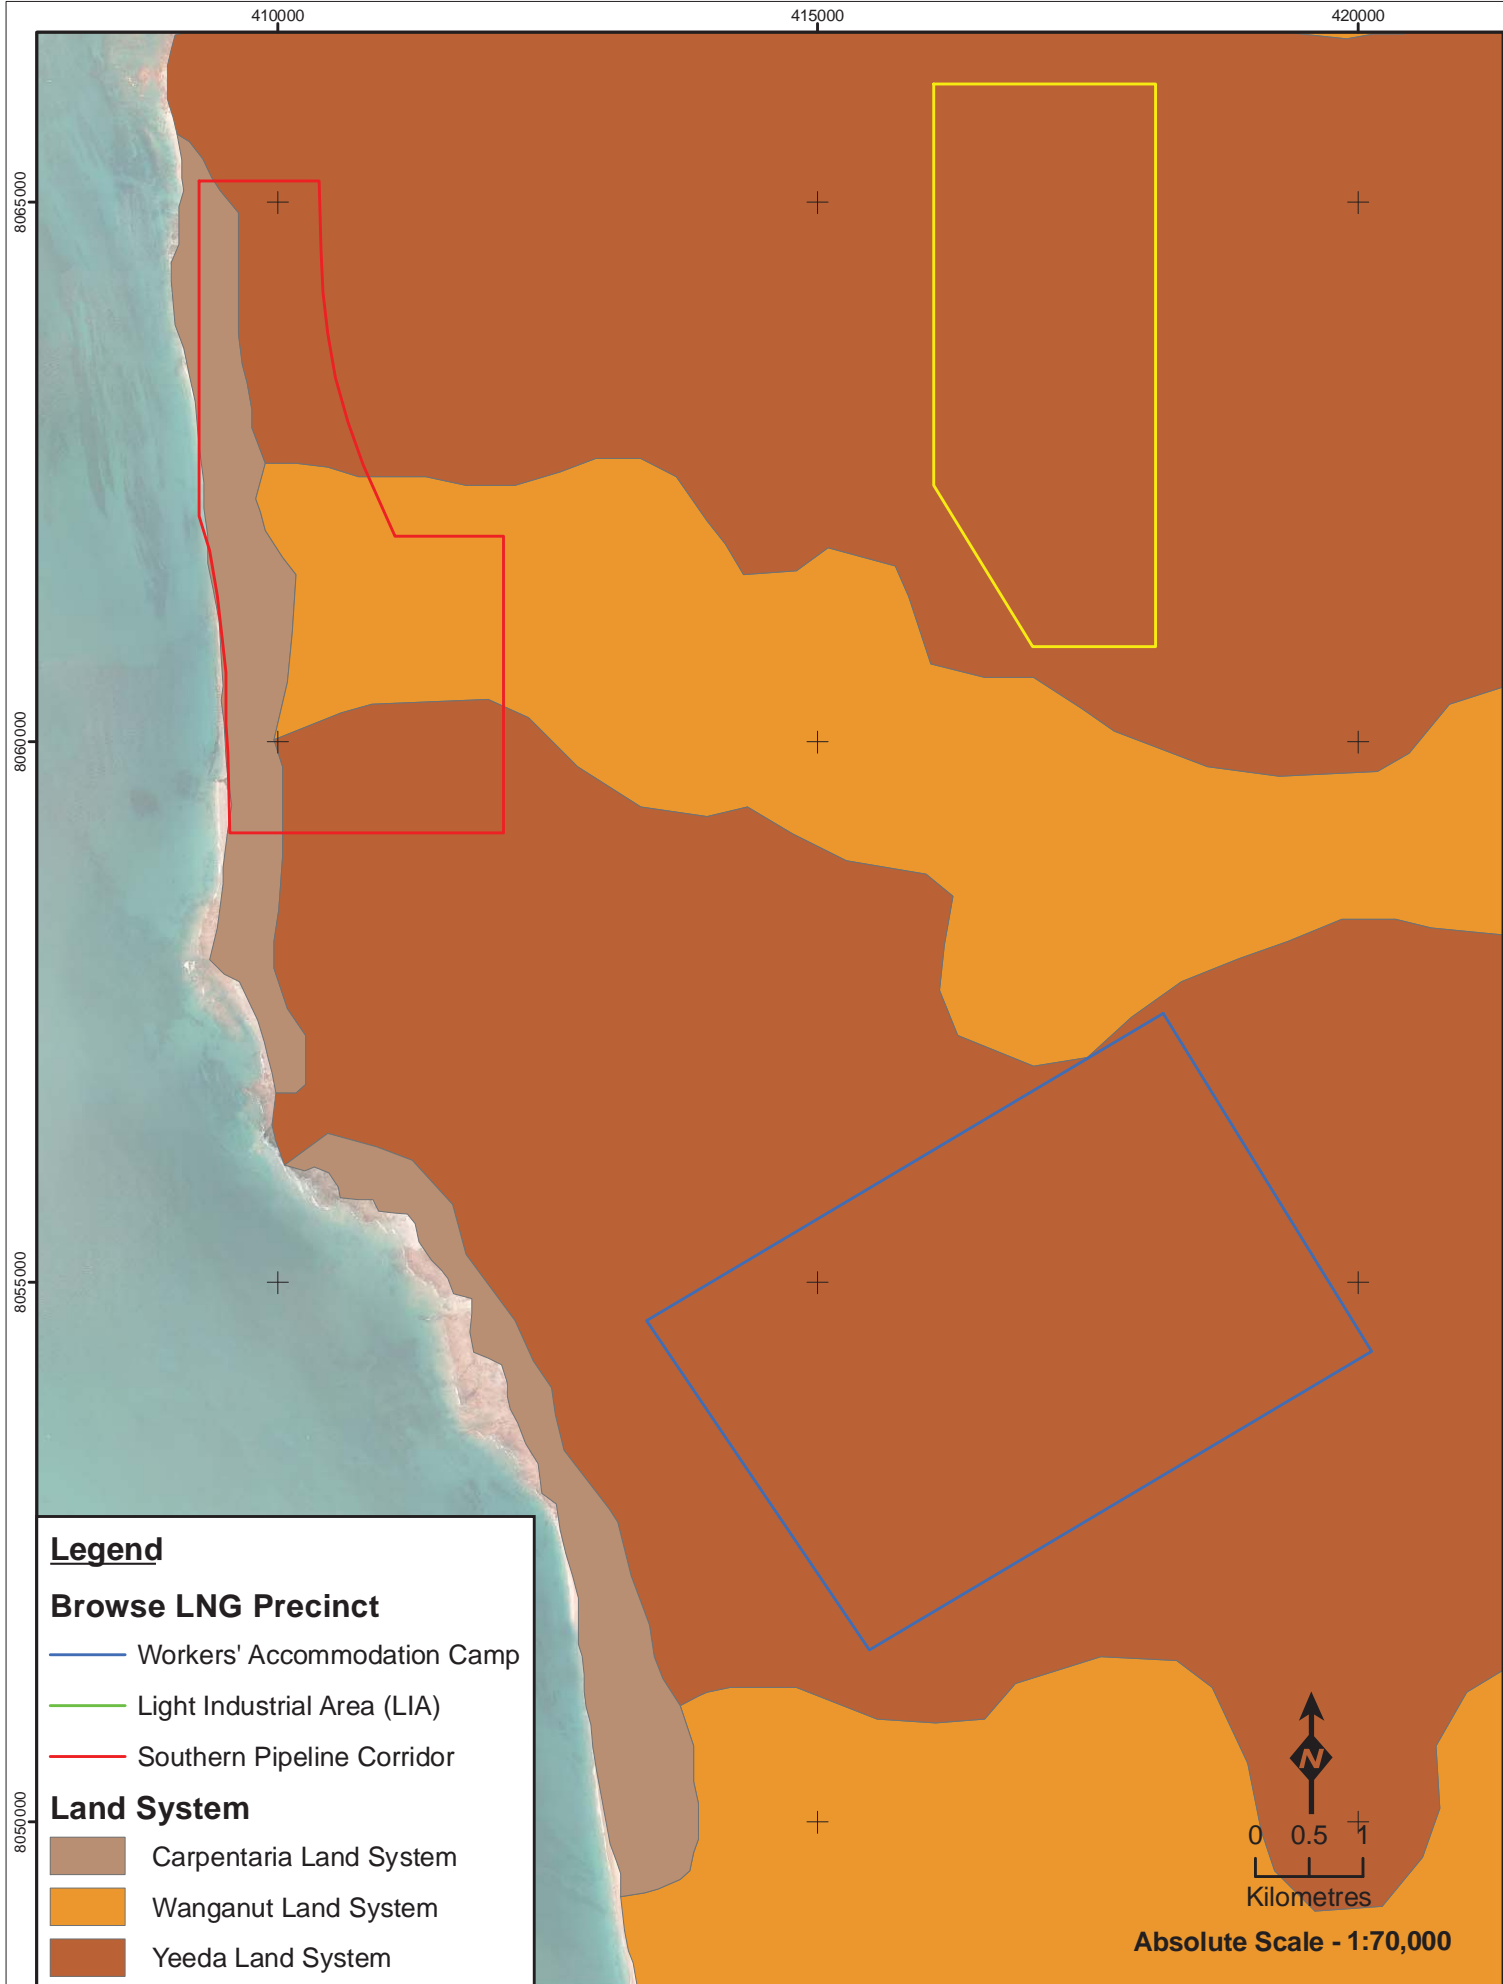 410000 415000 420000
8065000
8060000
8055000
8050000
Legend
Browse LNG Precinct
Workers' Accommodation Camp
Light Industrial Area (LIA)
Southern Pipeline Corridor
Land System
Carpentaria Land System
Wanganut Land System
Yeeda Land System
N
0 0.5 1
Kilometres
Absolute Scale - 1:70,000